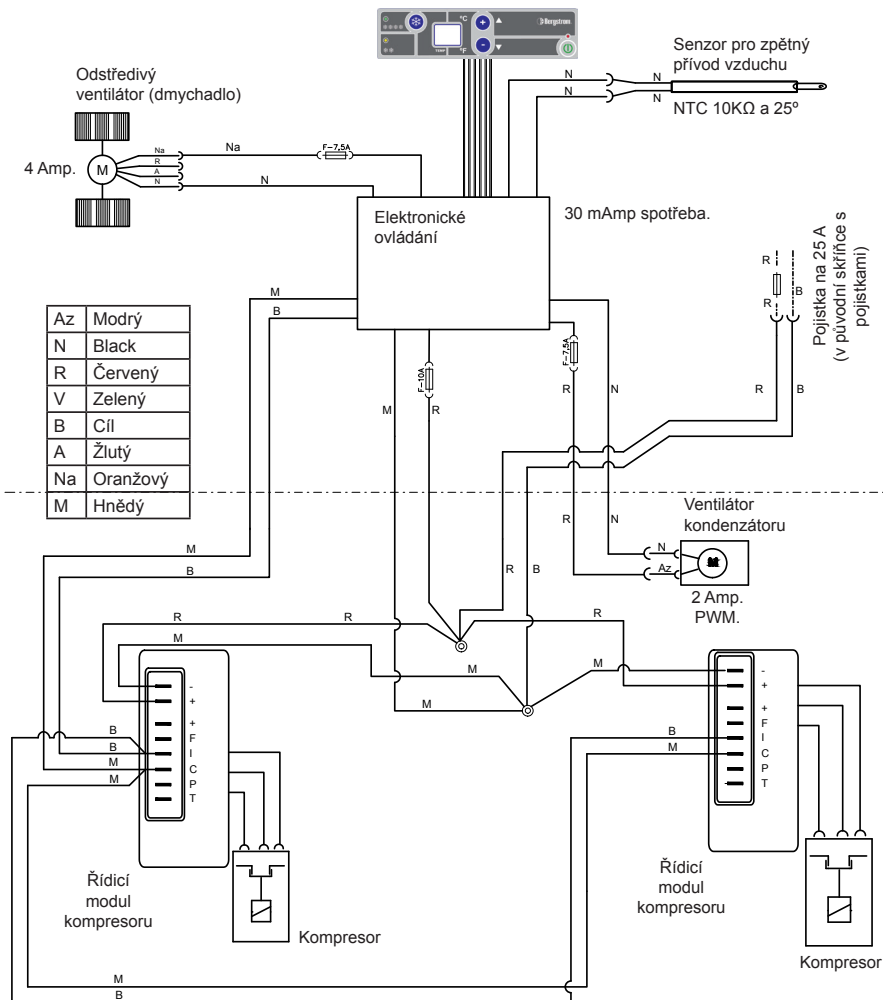 °C
°F
TEMP
Bergstrom
Senzor pro zpětný
přívod vzduchu
N
N
N
N
NTC 10KΩ a 25º
Odstředivý
ventilátor (dmychadlo)
4 Amp.
M
Na
R
A
N
Na
N
F-7,5A
Elektronické
ovládání
30 mAmp spotřeba.
R
R
B
Pojistka na 25 A
(v původní skříňce s
pojistkami)
M
B
Az Modrý
N Black
R Červený
V Zelený
B Cíl
A Žlutý
Na Oranžový
M Hnědý
F-10A
F-7,5A
M
R
R
N
R
B
Ventilátor
kondenzátoru
R
N
N
Az
M
2 Amp.
PWM.
M
B
R
B
R
R
R
M
M
M
M
-
+
+
F
I
C
P
T
B
B
M
M
-
+
+
F
I
C
P
T
B
M
Řídicí
modul
kompresoru
Kompresor
Řídicí
modul
kompresoru
Kompresor
M
B